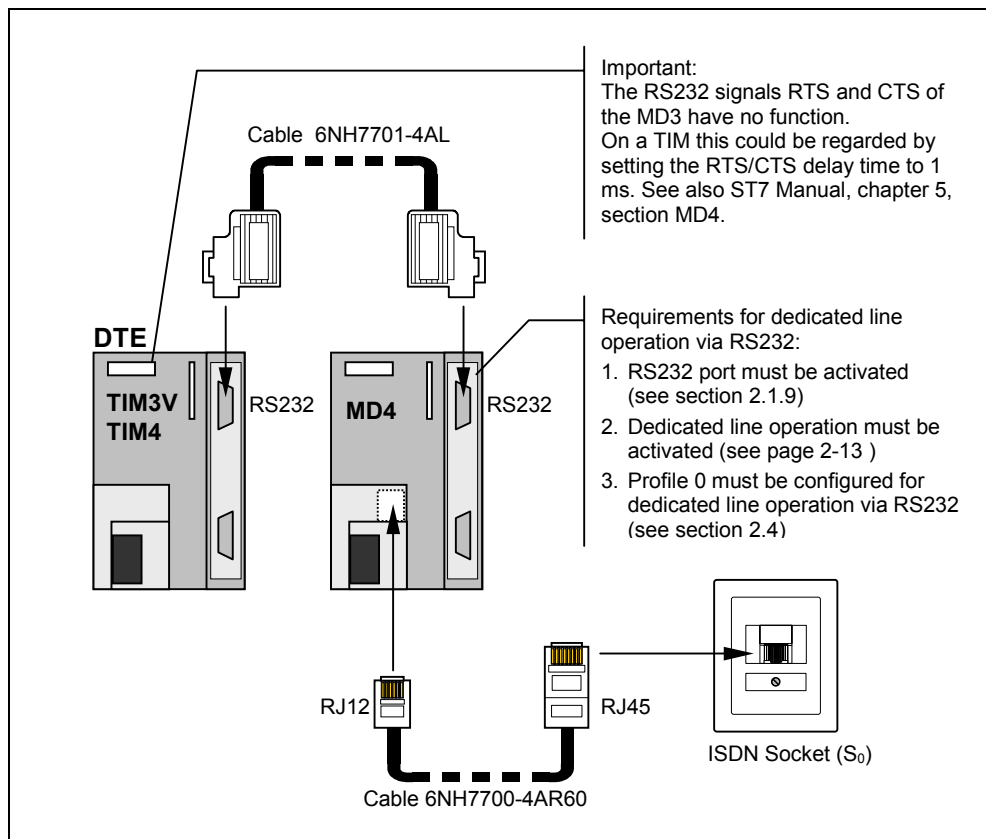 Important:
The RS232 signals RTS and CTS of
the MD3 have no function.
On a TIM this could be regarded by
setting the RTS/CTS delay time to 1
ms. See also ST7 Manual, chapter 5,
section MD4.
Cable 6NH7701-4AL
Requirements for dedicated line
operation via RS232:
1. RS232 port must be activated
(see section 2.1.9)
2. Dedicated line operation must be
activated (see page 2-13 )
3. Profile 0 must be configured for
dedicated line operation via RS232
(see section 2.4)
DTE
TIM3V
TIM4
RS232
MD4
RS232
RJ12
RJ45
ISDN Socket (S₀)
Cable 6NH7700-4AR60